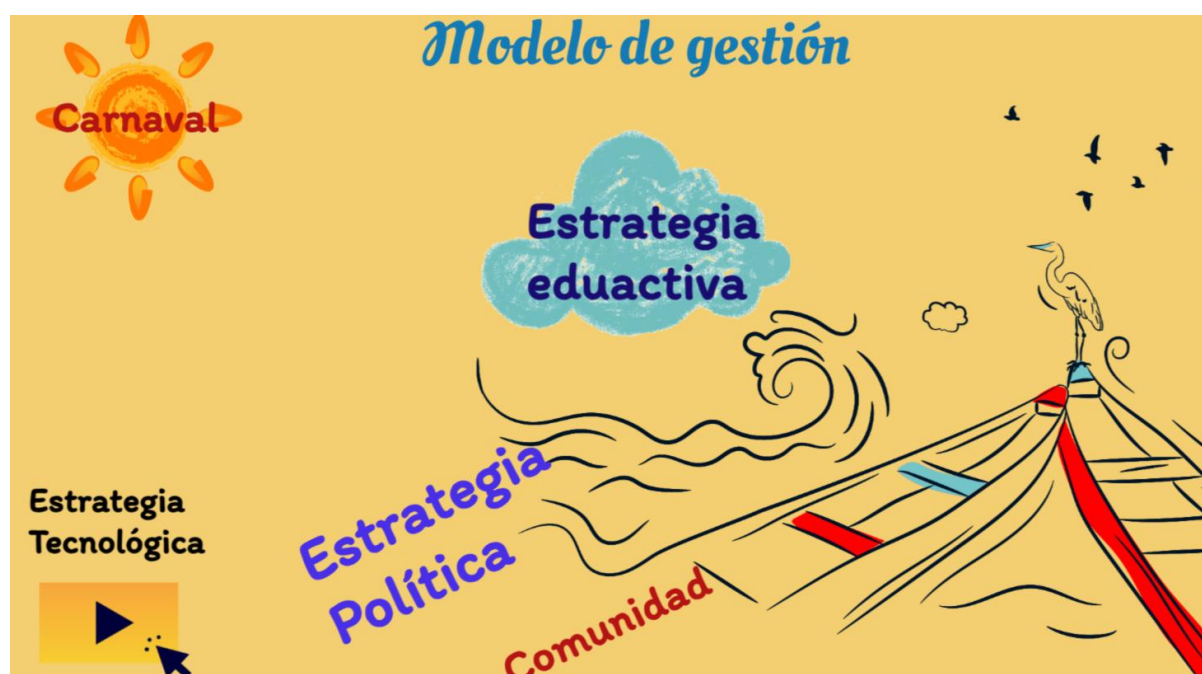 Modelo de gestión
Carnaval
Estrategia
eduactiva
Estrategia
Política
Estrategia
Tecnológica
Comunidad